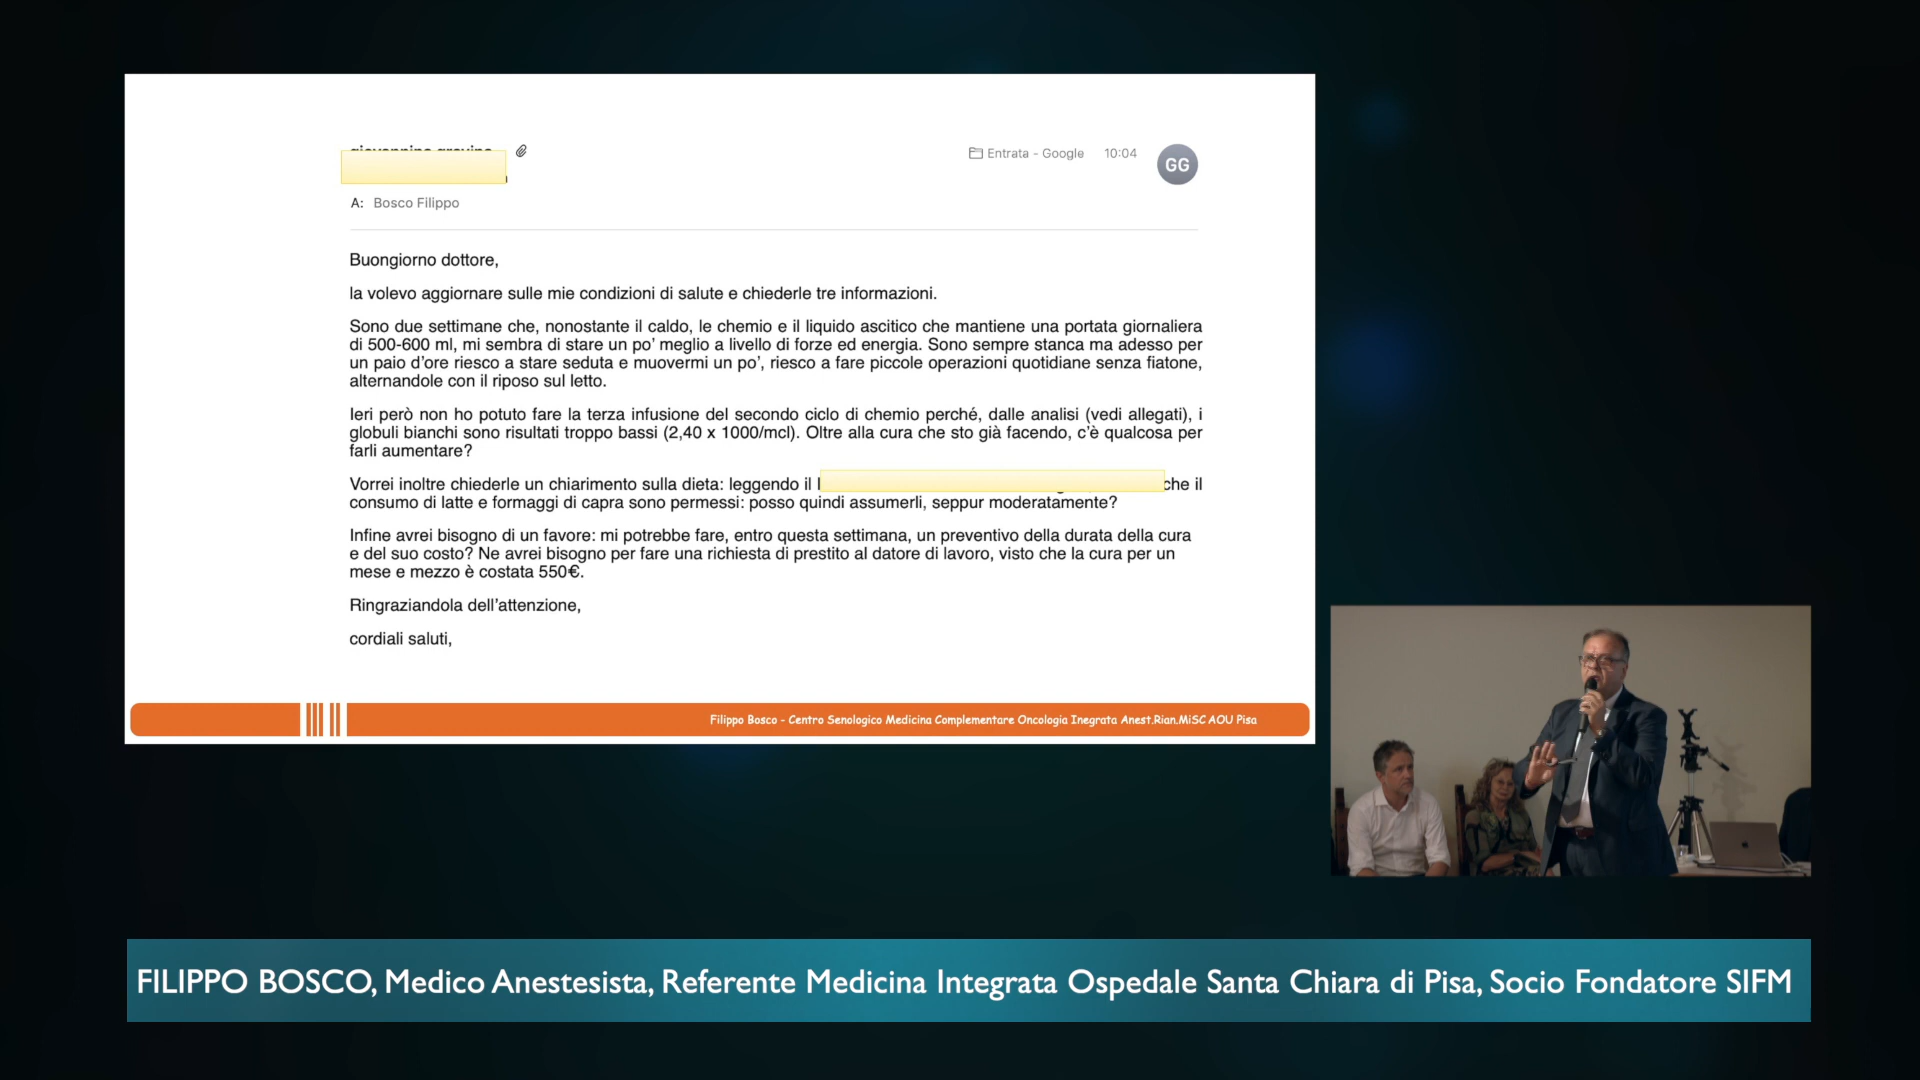 Entrata - Google 10:04 GG
A: Bosco Filippo
Buongiorno dottore,
la volevo aggiornare sulle mie condizioni di salute e chiederle tre informazioni.
Sono due settimane che, nonostante il caldo, le chemio e il liquido ascitico che mantiene una portata giornaliera
di 500-600 ml, mi sembra di stare un po’ meglio a livello di forze ed energia. Sono sempre stanca ma adesso per
un paio d’ore riesco a stare seduta e muovermi un po’, riesco a fare piccole operazioni quotidiane senza fiatone,
alternandole con il riposo sul letto.
Ieri però non ho potuto fare la terza infusione del secondo ciclo di chemio perché, dalle analisi (vedi allegati), i
globuli bianchi sono risultati troppo bassi (2,40 x 1000/mcl). Oltre alla cura che sto già facendo, c’è qualcosa per
farli aumentare?
Vorrei inoltre chiederle un chiarimento sulla dieta: leggendo il che il
consumo di latte e formaggi di capra sono permessi: posso quindi assumerli, seppur moderatamente?
Infine avrei bisogno di un favore: mi potrebbe fare, entro questa settimana, un preventivo della durata della cura
e del suo costo? Ne avrei bisogno per fare una richiesta di prestito al datore di lavoro, visto che la cura per un
mese e mezzo è costata 550€.
Ringraziandola dell’attenzione,
cordiali saluti,
Filippo Bosco - Centro Senologico Medicina Complementare Oncologia Inegrata Anest.Rian.MiSC AOU Pisa
FILIPPO BOSCO, Medico Anestesista, Referente Medicina Integrata Ospedale Santa Chiara di Pisa, Socio Fondatore SIFM